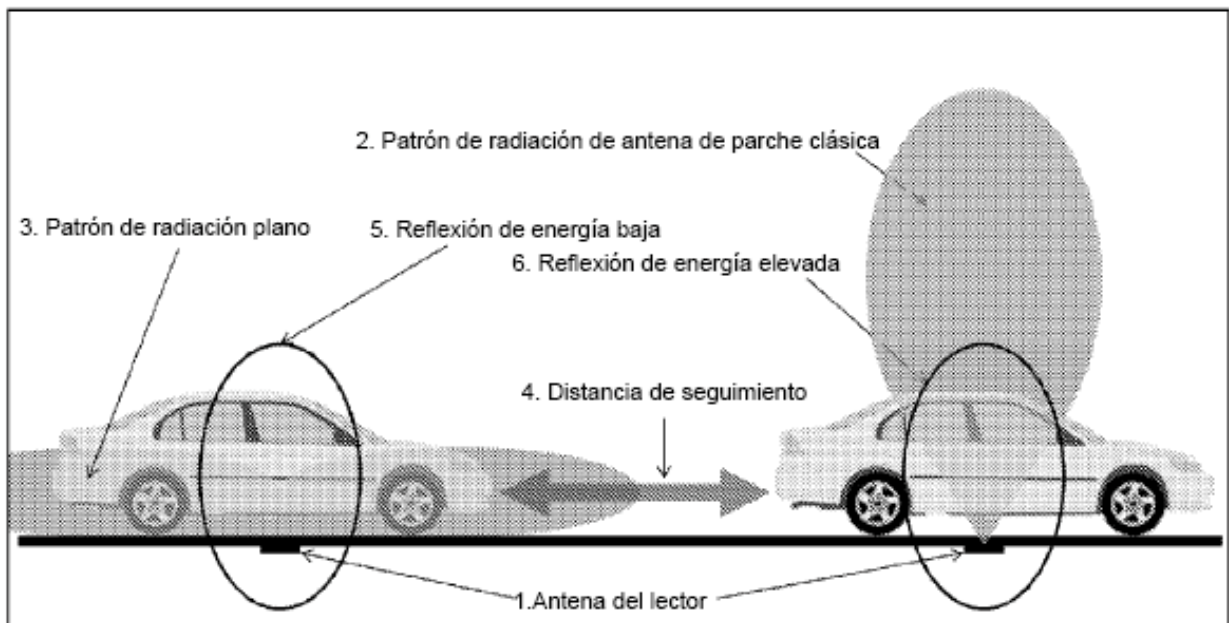 2. Patrón de radiación de antena de parche clásica
3. Patrón de radiación plano
5. Reflexión de energía baja
6. Reflexión de energía elevada
4. Distancia de seguimiento
1.Antena del lector